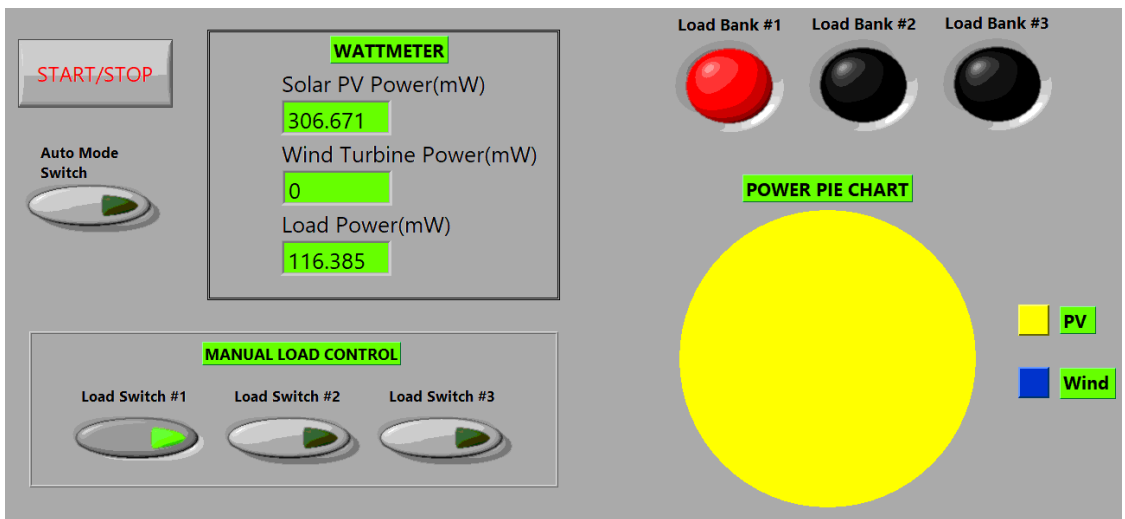 START/STOP
Auto Mode
Switch
WATTMETER
Solar PV Power(mW)
306.671
Wind Turbine Power(mW)
0
Load Power(mW)
116.385
MANUAL LOAD CONTROL
Load Switch #1
Load Switch #2
Load Switch #3
Load Bank #1
Load Bank #2
Load Bank #3
POWER PIE CHART
PV
Wind